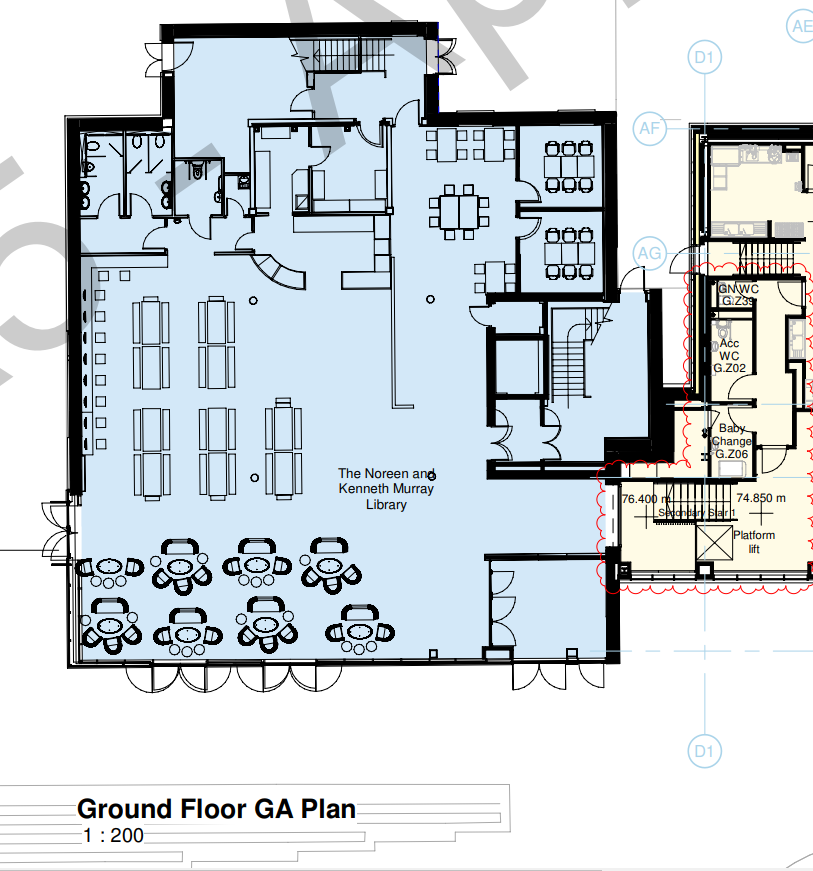 AE
D1
AF
AG
GN WC
G.Z39
Acc
WC
G.Z02
Baby
Change
G.Z06
The Noreen and
Kenneth Murray
Library
76.400 m
74.850 m
Secondary Stair 1
Platform
lift
D1
Ground Floor GA Plan
1 : 200